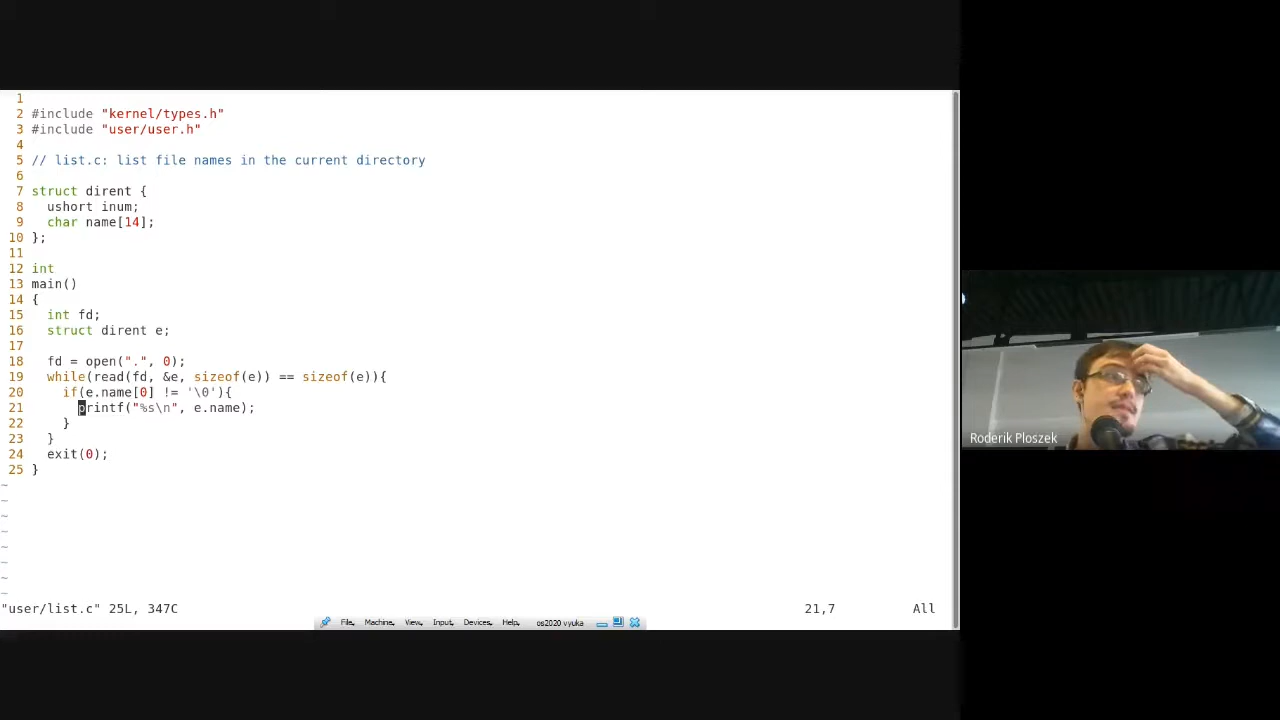 1
2 #include "kernel/types.h"
3 #include "user/user.h"
4
5 // list.c: list file names in the current directory
6
7 struct dirent {
8   ushort inum;
9   char name[14];
10 };
11
12 int
13 main()
14 {
15   int fd;
16   struct dirent e;
17
18   fd = open(".", 0);
19   while(read(fd, &e, sizeof(e)) == sizeof(e)){
20     if(e.name[0] != '\0'){
21       printf("%s\n", e.name);
22     }
23   }
24   exit(0);
25 }
~
~
~
~
~
~
~
~
"user/list.c" 25L, 347C 21,7 All
File Machine View Input Devices Help os2020 vyuka
Roderik Ploszek